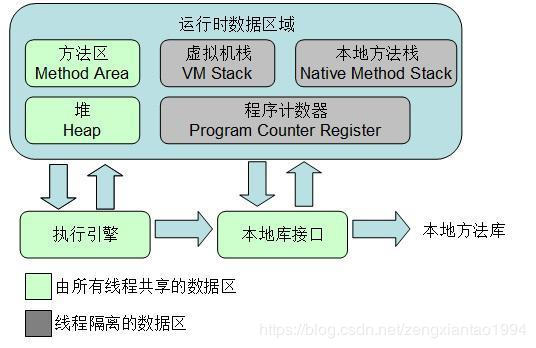 运行时数据区域
方法区
Method Area
虚拟机栈
VM Stack
本地方法栈
Native Method Stack
堆
Heap
程序计数器
Program Counter Register
执行引擎
本地库接口
本地方法库
由所有线程共享的数据区
线程隔离的数据区
https://blog.csdn.net/zengxiantao1994